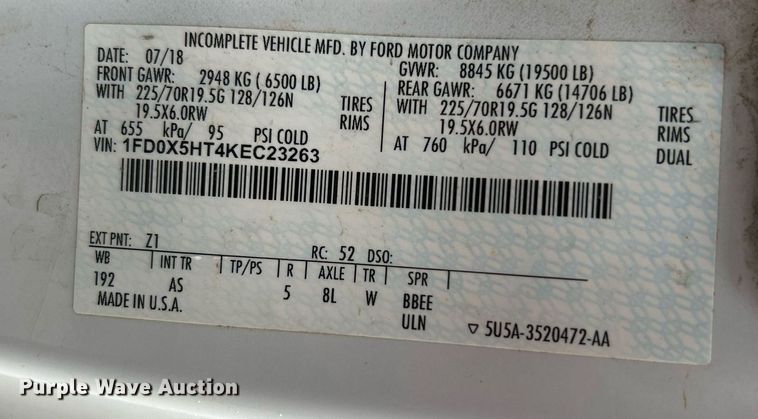 INCOMPLETE VEHICLE MFD. BY FORD MOTOR COMPANY
DATE: 07/18 GVWR: 8845 KG (19500 LB)
FRONT GAWR: 2948 KG ( 6500 LB) REAR GAWR: 6671 KG (14706 LB)
WITH 225/70R19.5G 128/126N TIRES WITH 225/70R19.5G 128/126N TIRES
19.5X6.0RW RIMS 19.5X6.0RW RIMS
AT 655 kPa/ 95 PSI COLD AT 760 kPa/ 110 PSI COLD DUAL
VIN: 1FD0X5HT4KEC23263
EXT PNT: Z1 RC: 52 DSO:
WB INT TR TP/PS R AXLE TR SPR
192 AS 5 8L W BBEE
MADE IN U.S.A. ULN ▽ 5U5A-3520472-AA
Purple Wave Auction